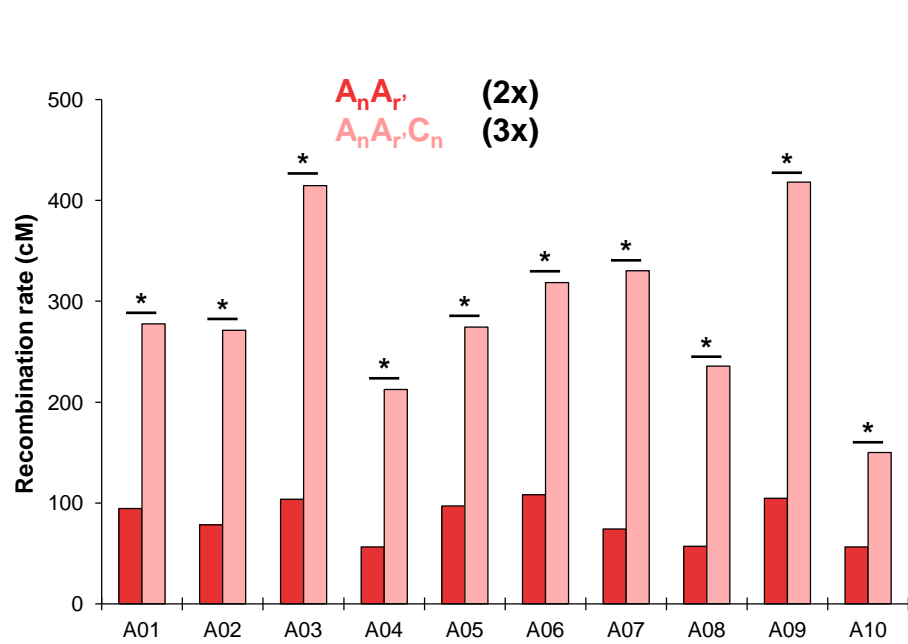 AₙAᵣ' (2x)
AₙAᵣ'Cₙ (3x)
Recombination rate (cM)
500
400
300
200
100
0
* * * * * * * * * *
A01 A02 A03 A04 A05 A06 A07 A08 A09 A10